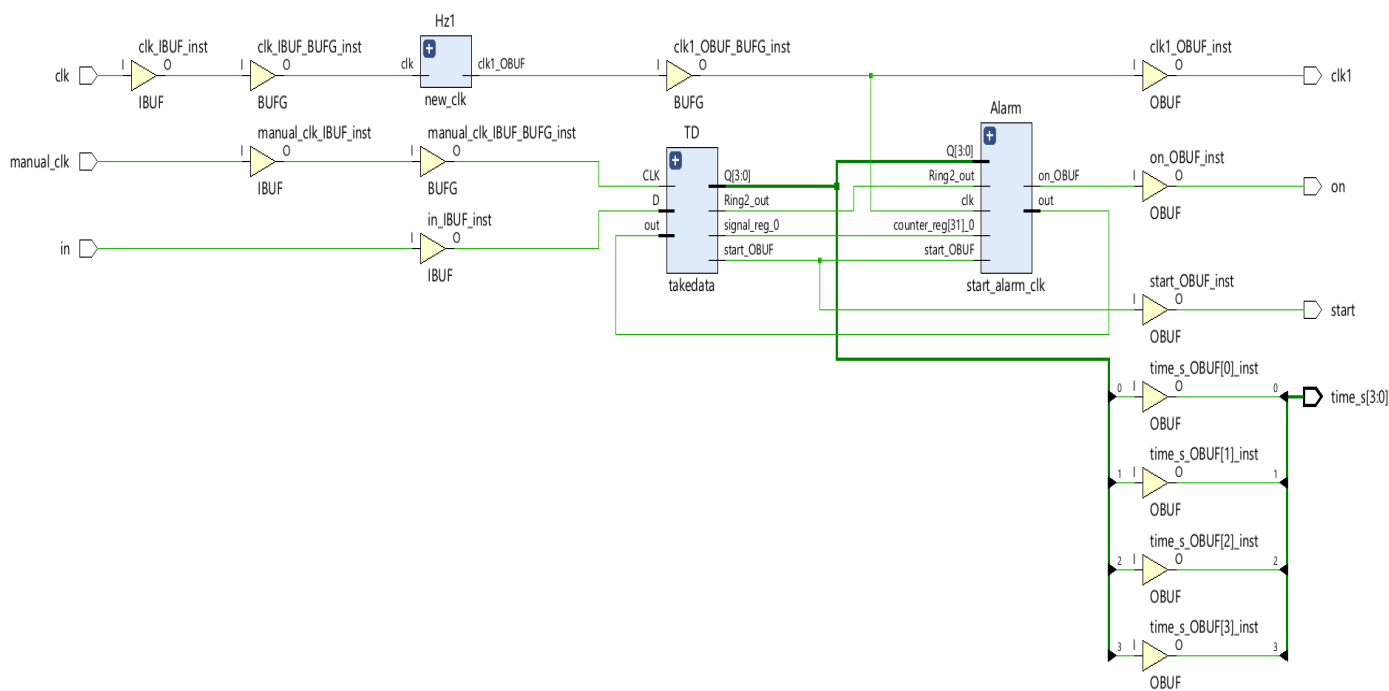 Hz1
clk_IBUF_inst
clk_IBUF_BUFG_inst
clk1_OBUF_BUFG_inst
clk1_OBUF_inst
clk
I
O
I
O
clk
clk1_OBUF
I
O
I
O
clk1
IBUF
BUFG
new_clk
BUFG
OBUF
Alarm
manual_clk_IBUF_inst
manual_clk_IBUF_BUFG_inst
TD
manual_clk
I
O
I
O
IBUF
BUFG
Q[3:0]
on_OBUF_inst
CLK
Q[3:0]
Ring2_out
on_OBUF
I
O
on
D
Ring2_out
clk
out
OBUF
in_IBUF_inst
out
signal_reg_0
counter_reg[31]_0
in
I
O
start_OBUF
start_OBUF
IBUF
takedata
start_alarm_clk
start_OBUF_inst
I
O
start
OBUF
time_s_OBUF[0]_inst
0
I
O
0
time_s[3:0]
OBUF
time_s_OBUF[1]_inst
1
I
O
1
OBUF
time_s_OBUF[2]_inst
2
I
O
2
OBUF
time_s_OBUF[3]_inst
3
I
O
3
OBUF